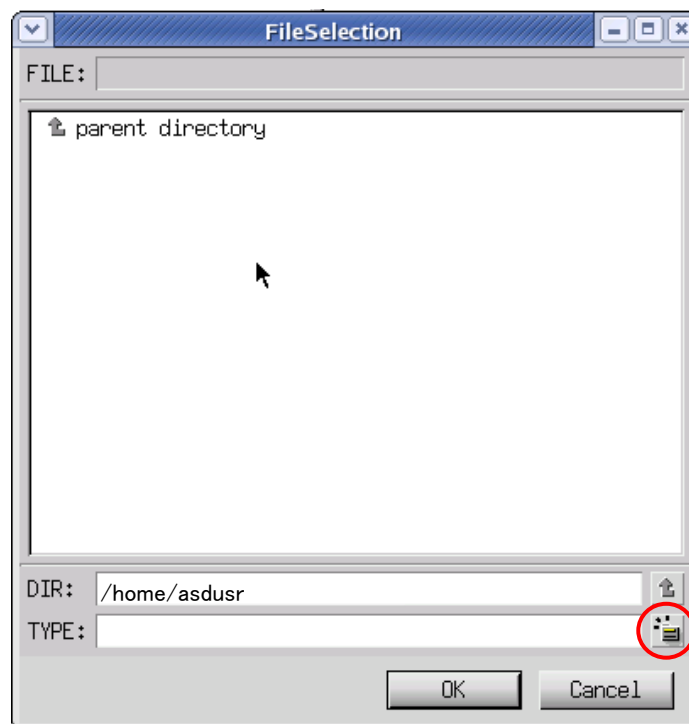 FileSelection
FILE:
parent directory
DIR: /home/asdusr
TYPE:
OK Cancel